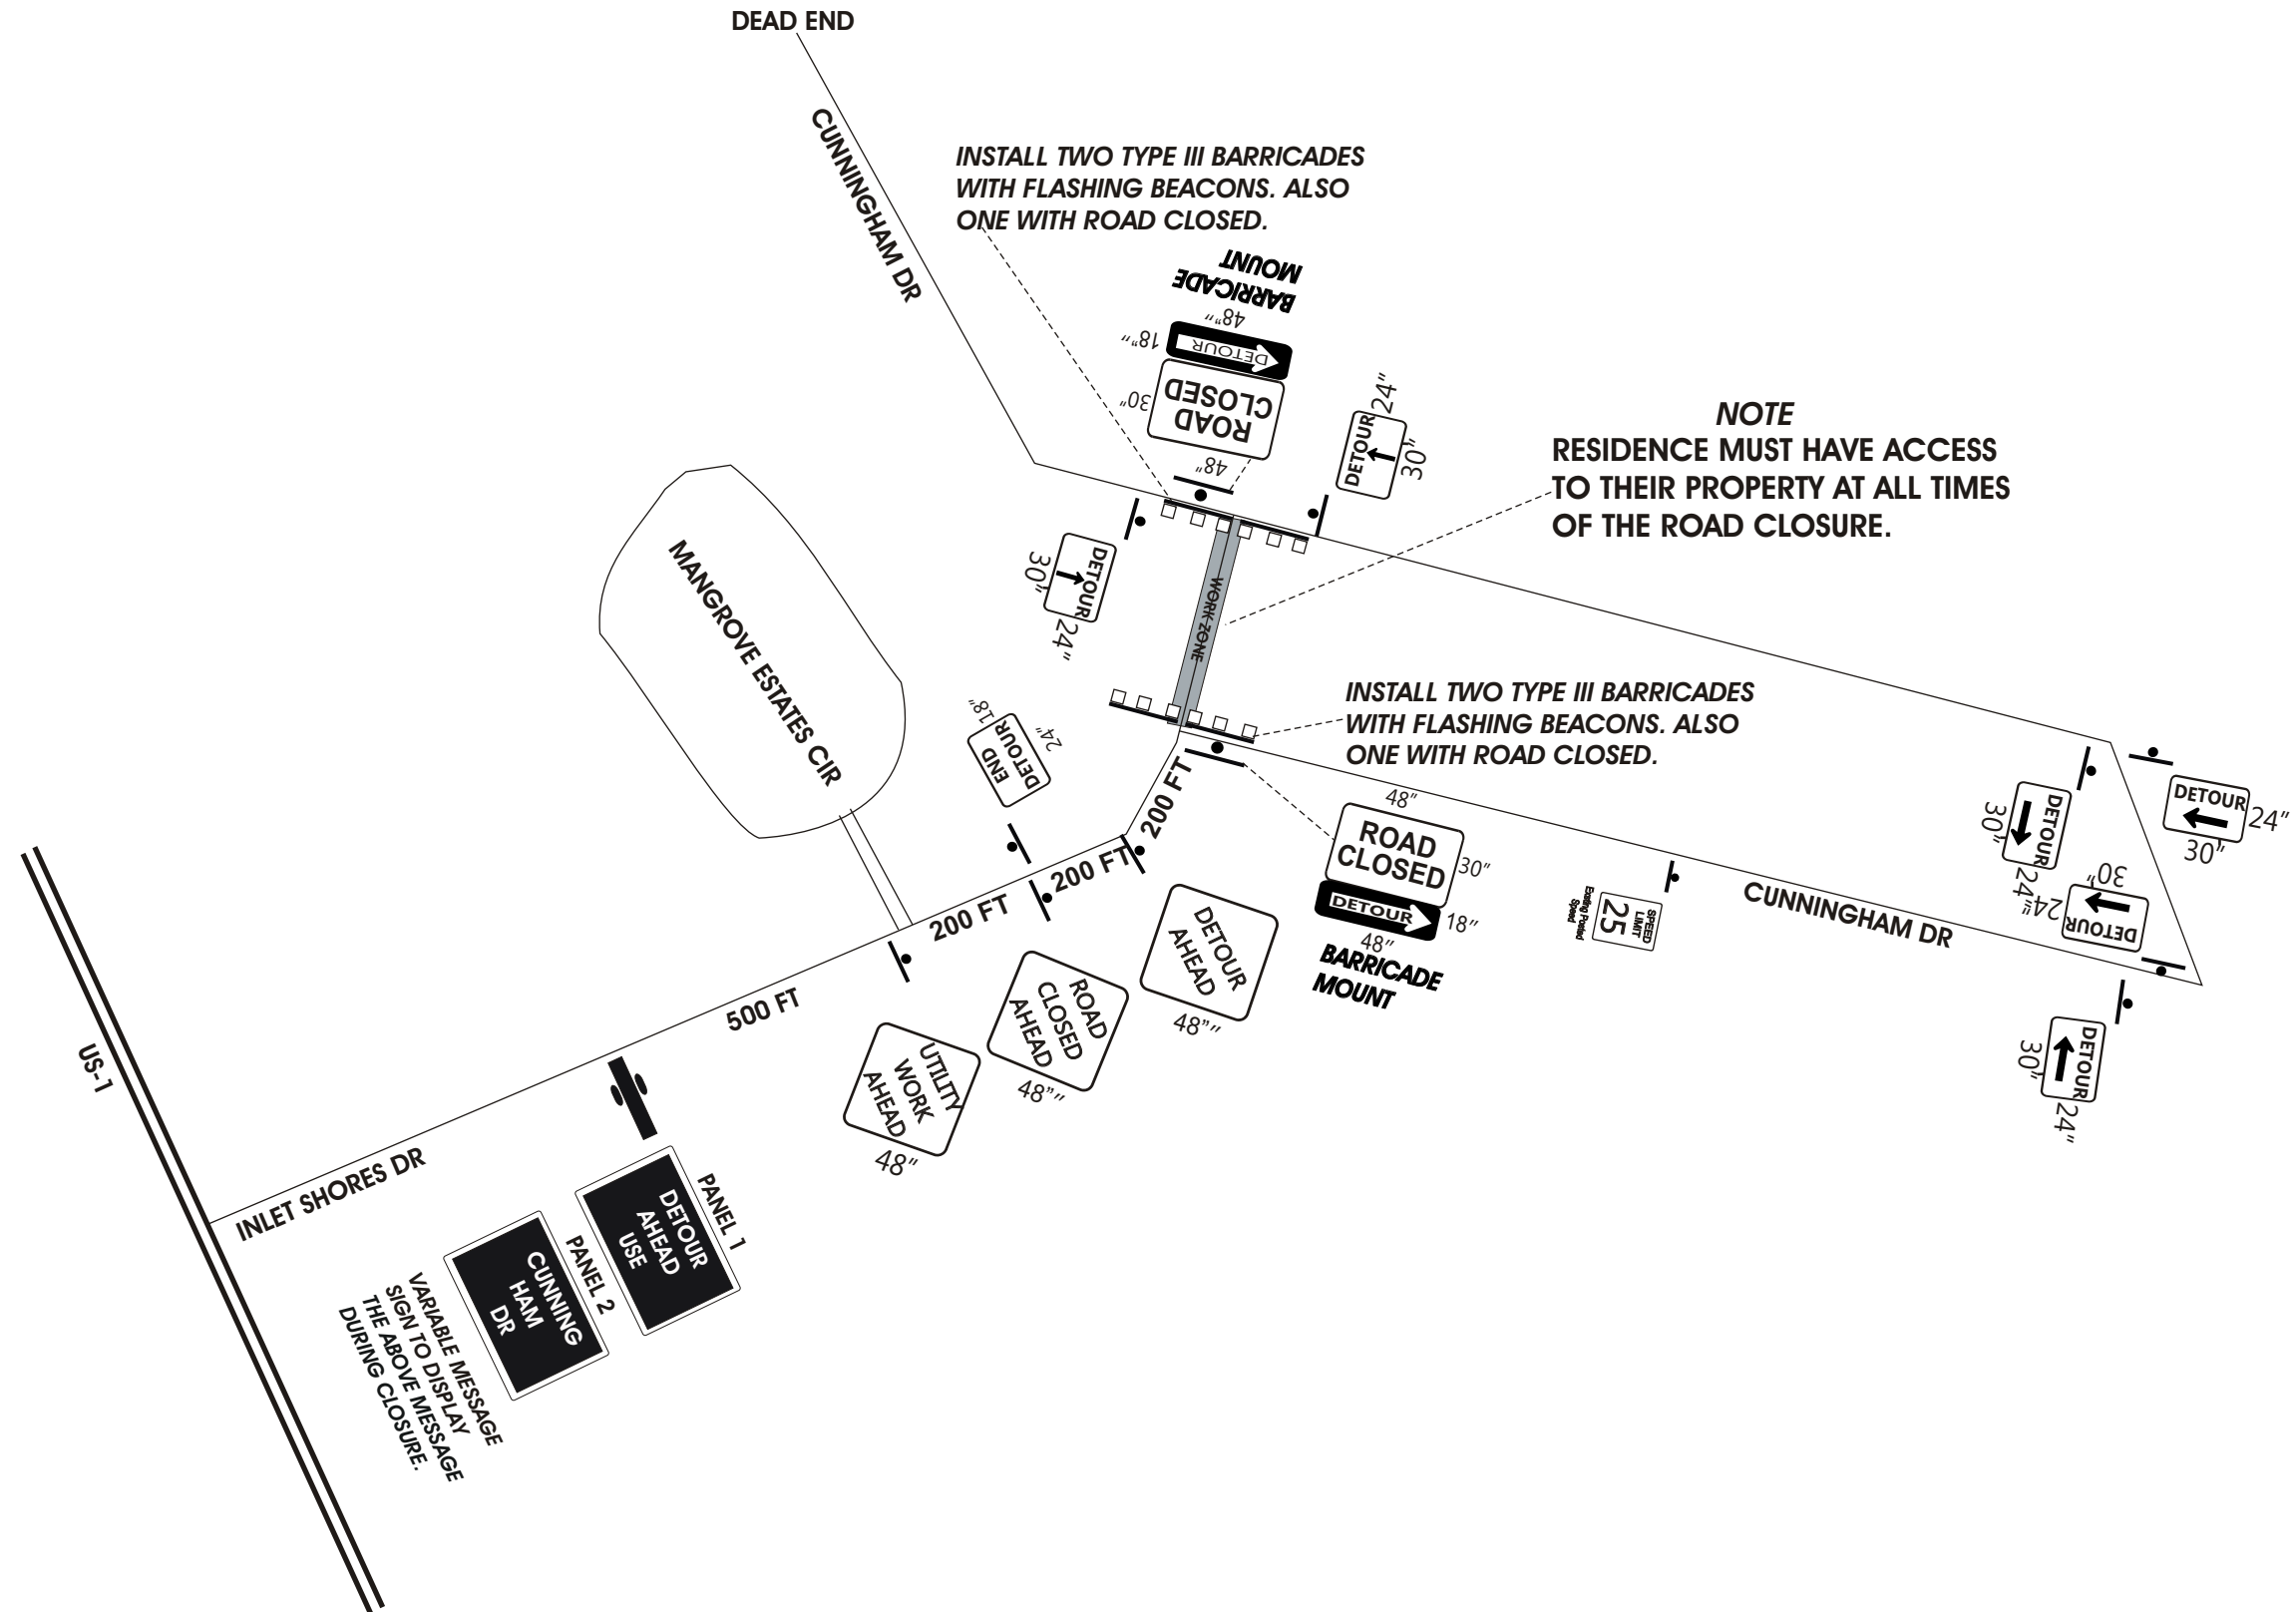 DEAD END
CUNNINGHAM DR
INSTALL TWO TYPE III BARRICADES
WITH FLASHING BEACONS. ALSO
ONE WITH ROAD CLOSED.
BARRICADE
MOUNT
48""
18""
DETOUR
ROAD
CLOSED
30"
48"
DETOUR
24"
30"
NOTE
RESIDENCE MUST HAVE ACCESS
TO THEIR PROPERTY AT ALL TIMES
OF THE ROAD CLOSURE.
DETOUR
30"
24"
WORK ZONE
MANGROVE ESTATES CIR
END
DETOUR
18"
24"
INSTALL TWO TYPE III BARRICADES
WITH FLASHING BEACONS. ALSO
ONE WITH ROAD CLOSED.
200 FT
200 FT
200 FT
500 FT
48"
ROAD
CLOSED
30"
DETOUR
18"
48"
BARRICADE
MOUNT
SPEED
LIMIT
25
Existing Posted
Speed
CUNNINGHAM DR
DETOUR
30"
24"
DETOUR
24"
30"
DETOUR
30"
24"
DETOUR
30"
24"
DETOUR
AHEAD
48""
ROAD
CLOSED
AHEAD
48""
UTILITY
WORK
AHEAD
48"
US-1
INLET SHORES DR
PANEL 1
DETOUR
AHEAD
USE
PANEL 2
CUNNING
HAM
DR
VARIABLE MESSAGE
SIGN TO DISPLAY
THE ABOVE MESSAGE
DURING CLOSURE.